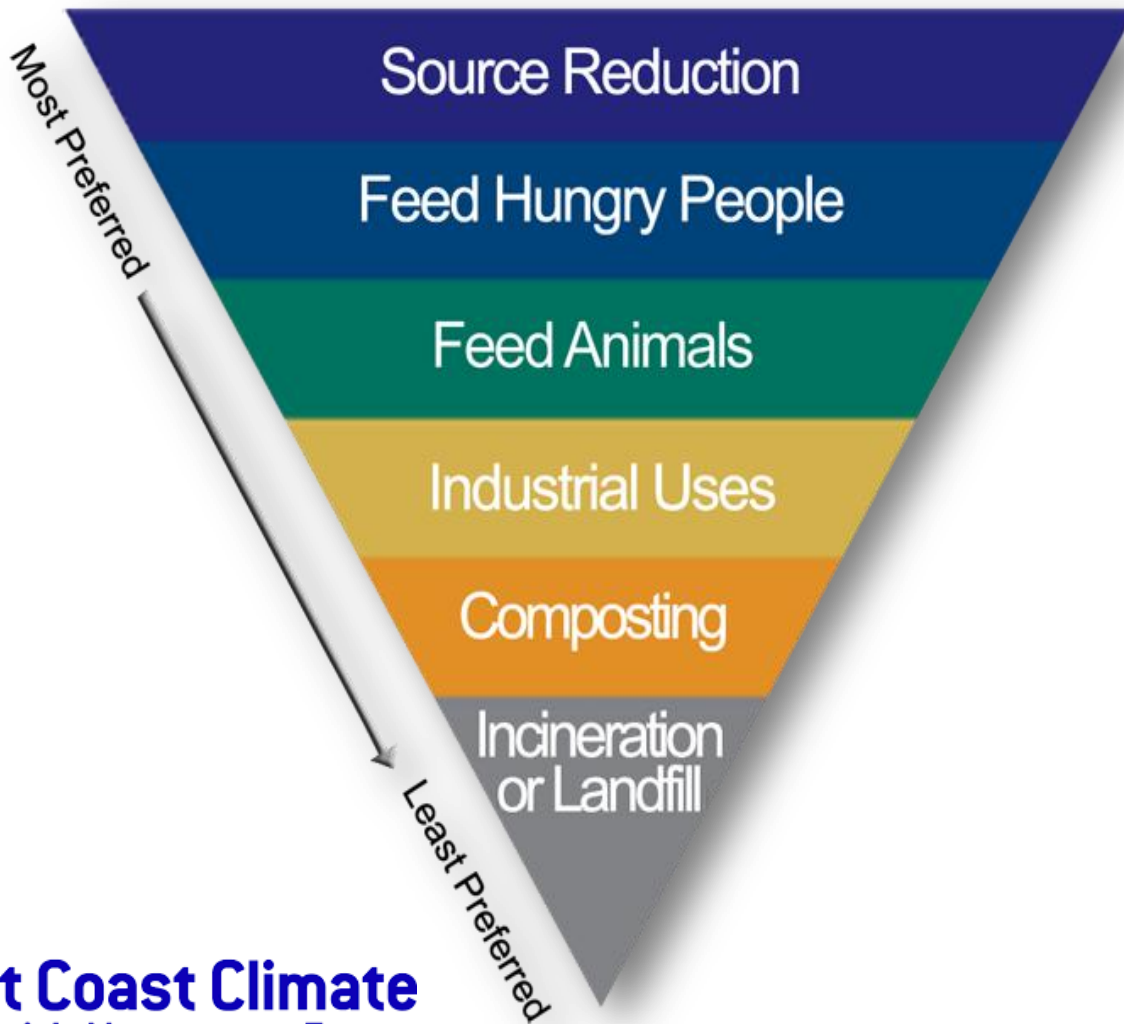 Most Preferred
Source Reduction
Feed Hungry People
Feed Animals
Industrial Uses
Composting
Incineration
or Landfill
Least Preferred
t Coast Climate